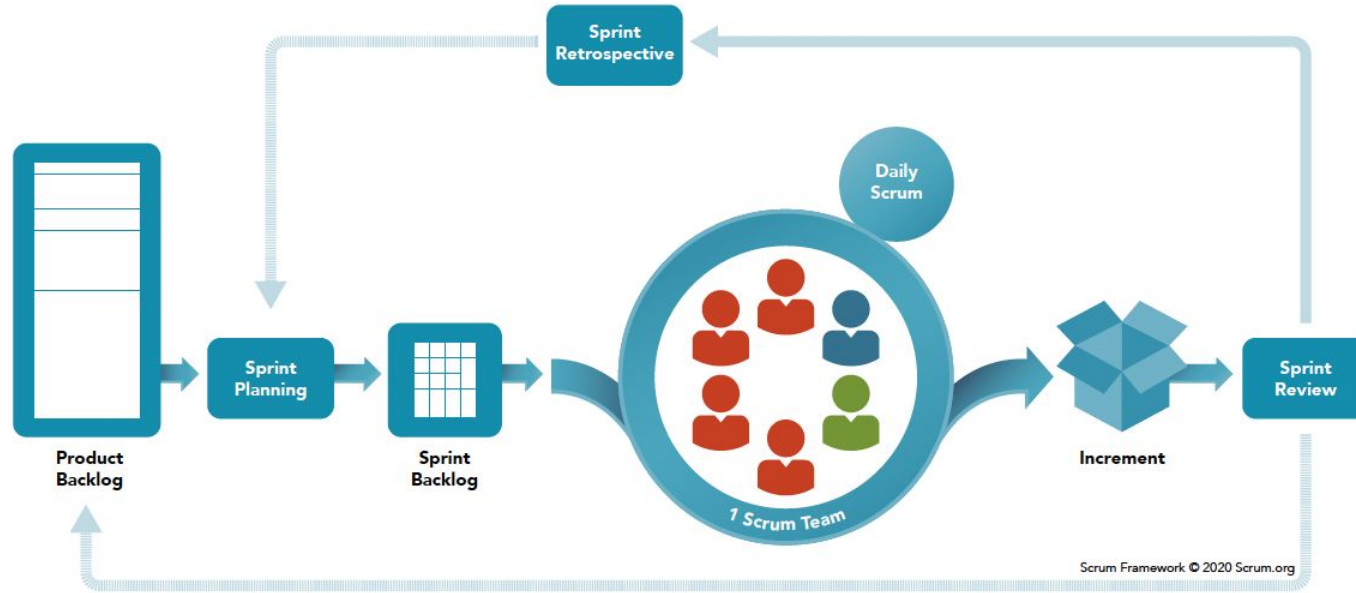 Sprint
Retrospective
Daily
Scrum
Sprint
Planning
Sprint
Review
Product
Backlog
Sprint
Backlog
Increment
1 Scrum Team
Scrum Framework © 2020 Scrum.org